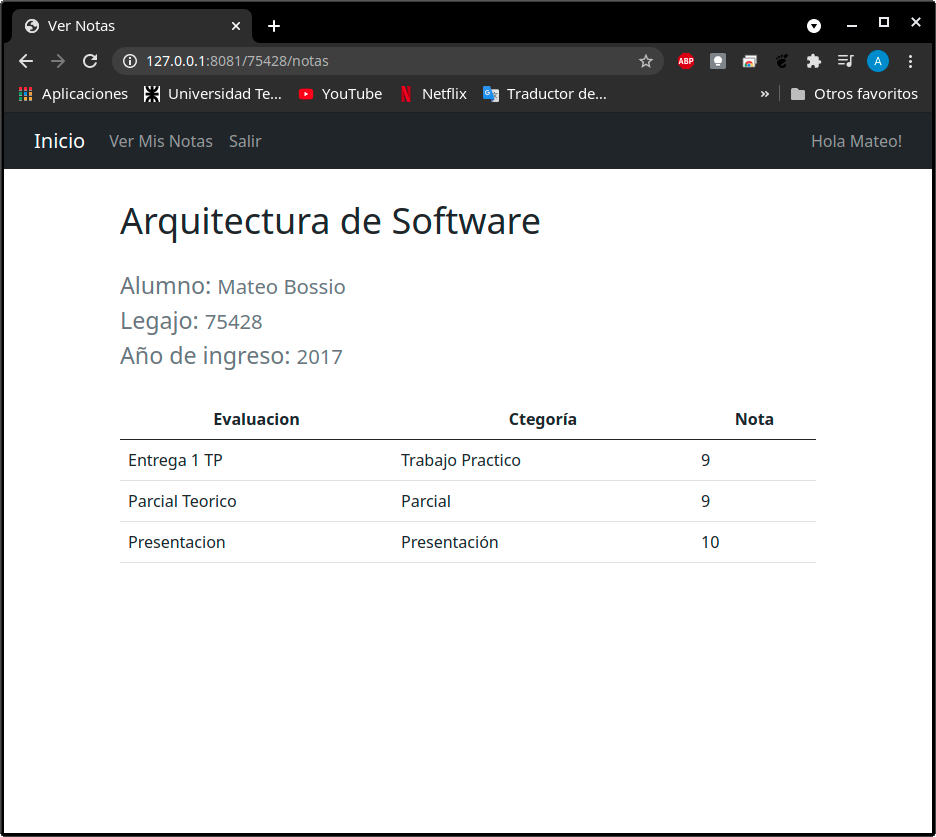 Ver Notas
127.0.0.1:8081/75428/notas
ABP
A
Aplicaciones
Universidad Te...
YouTube
Netflix
Traductor de...
»
Otros favoritos
Inicio Ver Mis Notas Salir Hola Mateo!
Arquitectura de Software
Alumno: Mateo Bossio
Legajo: 75428
Año de ingreso: 2017
Evaluacion Ctegoría Nota
Entrega 1 TP Trabajo Practico 9
Parcial Teorico Parcial 9
Presentacion Presentación 10